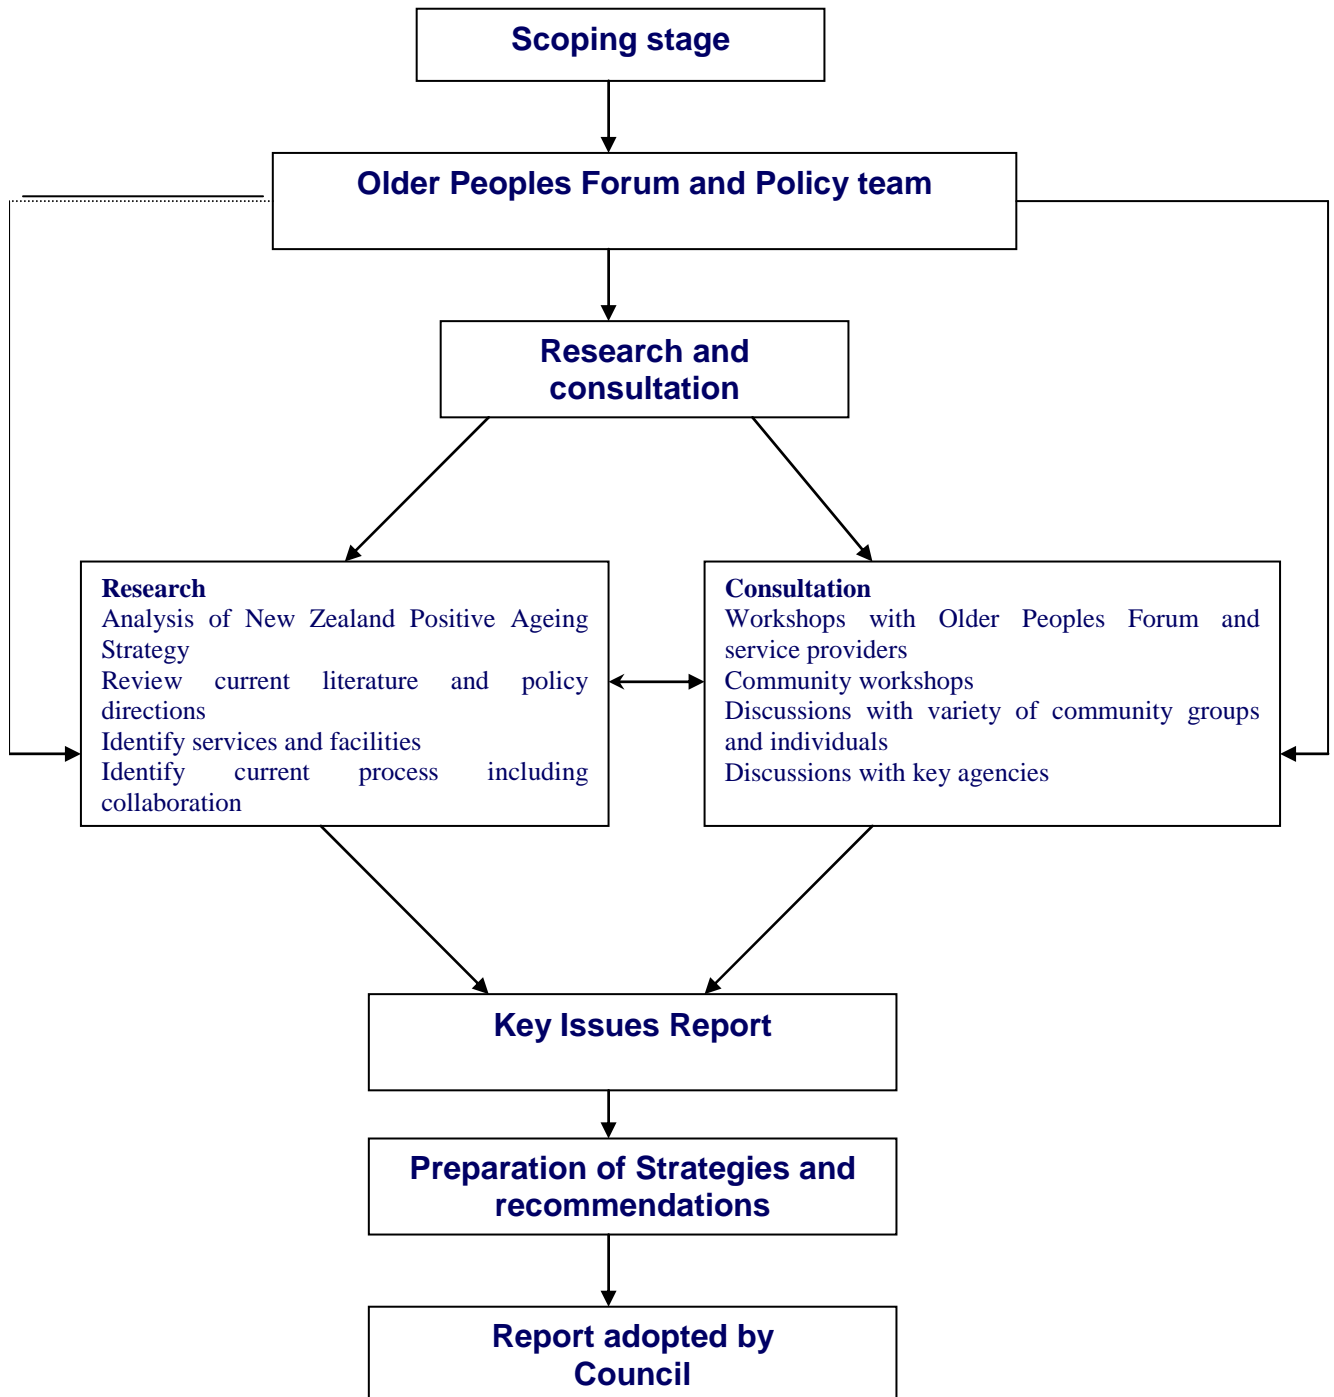 Scoping stage
Older Peoples Forum and Policy team
Research and
consultation
Research
Analysis of New Zealand Positive Ageing
Strategy
Review current literature and policy
directions
Identify services and facilities
Identify current process including
collaboration
Consultation
Workshops with Older Peoples Forum and
service providers
Community workshops
Discussions with variety of community groups
and individuals
Discussions with key agencies
Key Issues Report
Preparation of Strategies and
recommendations
Report adopted by
Council